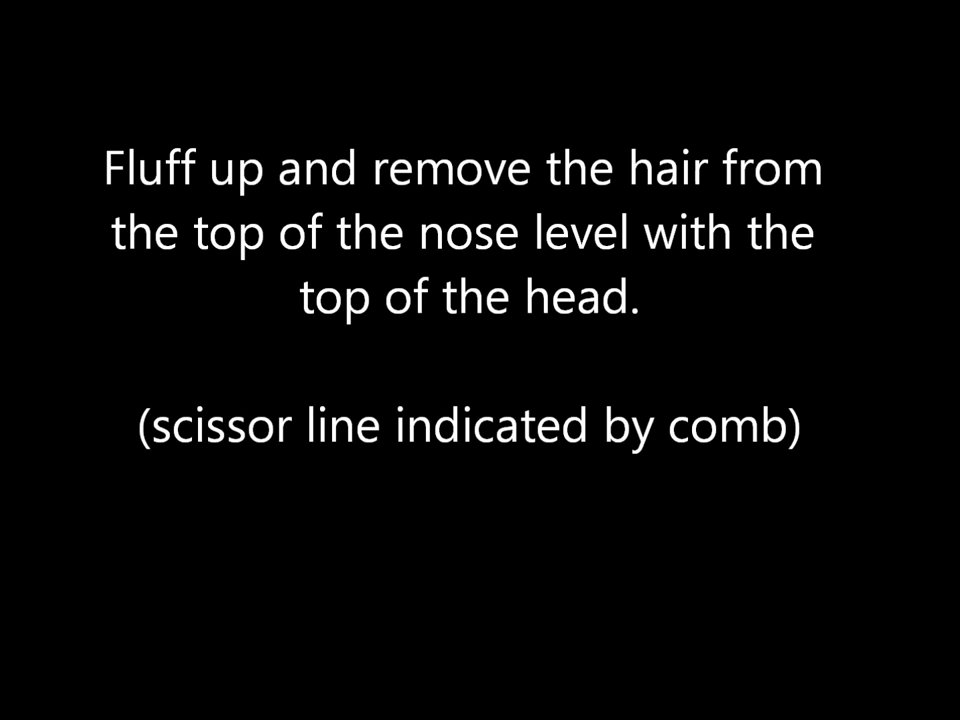 Fluff up and remove the hair from
the top of the nose level with the
top of the head.
(scissor line indicated by comb)